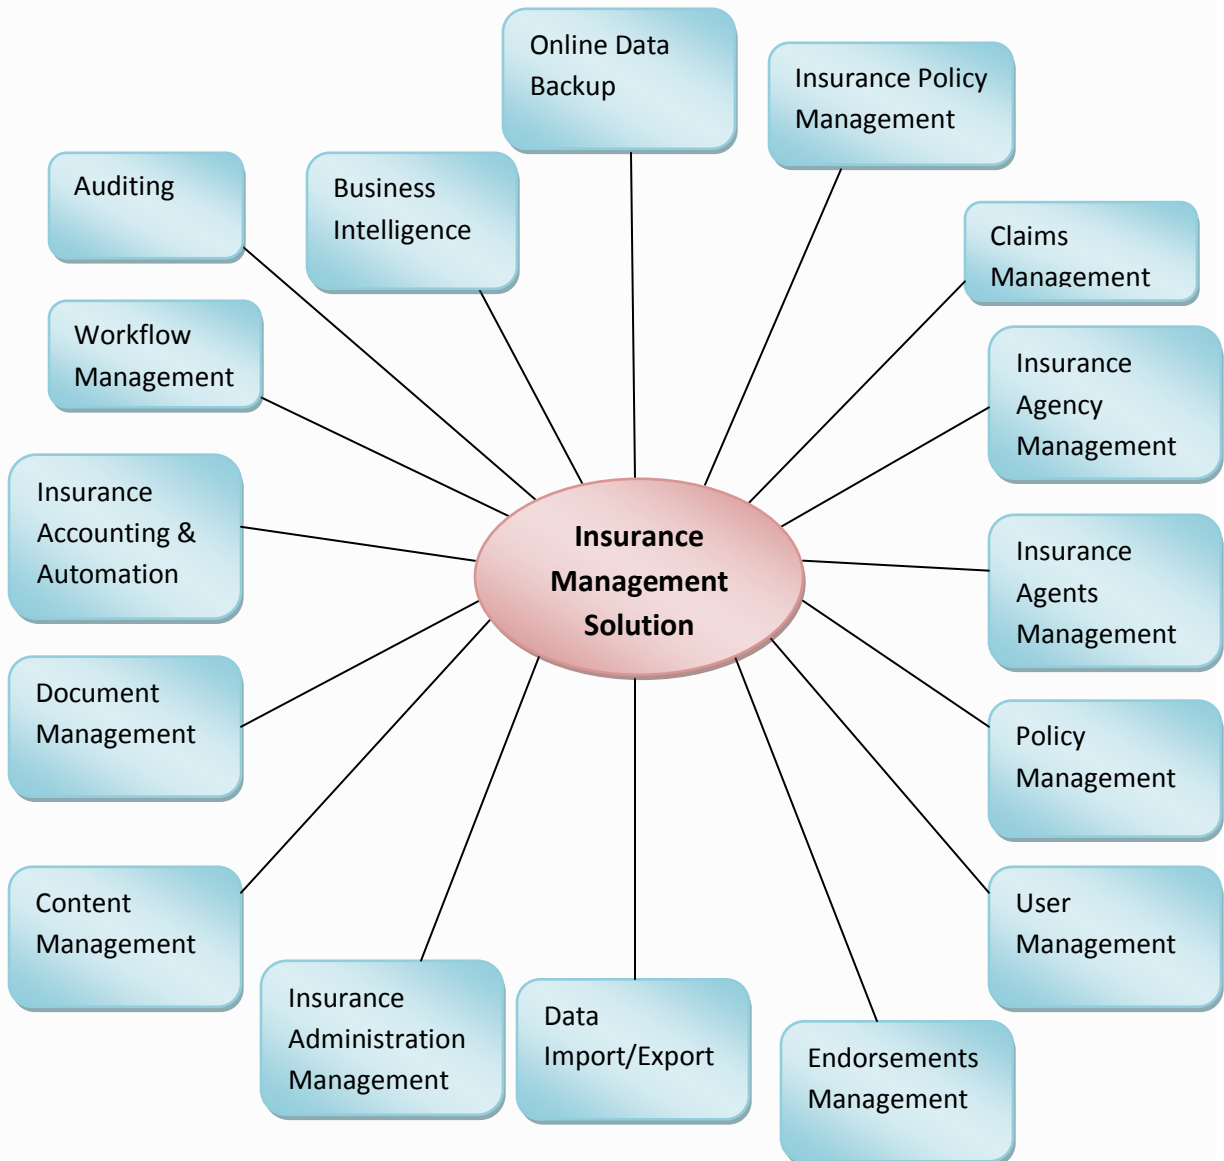 Online Data
Backup
Insurance Policy
Management
Auditing
Business
Intelligence
Claims
Management
Workflow
Management
Insurance
Agency
Management
Insurance
Accounting &
Automation
Insurance
Management
Solution
Insurance
Agents
Management
Document
Management
Policy
Management
Content
Management
User
Management
Insurance
Administration
Management
Data
Import/Export
Endorsements
Management